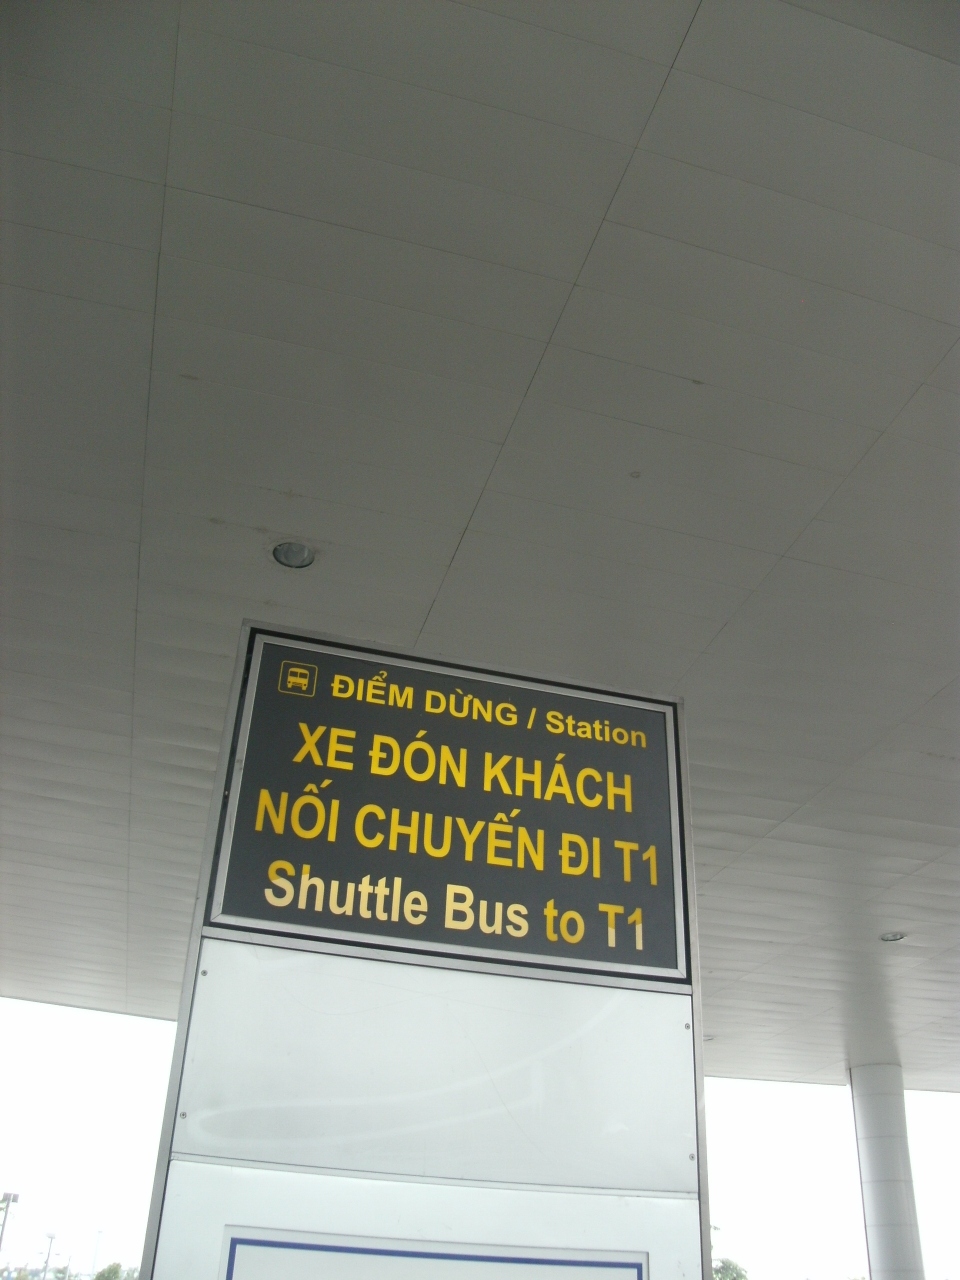 ĐIỂM DỪNG / Station
XE ĐÓN KHÁCH
NỐI CHUYẾN ĐI T1
Shuttle Bus to T1